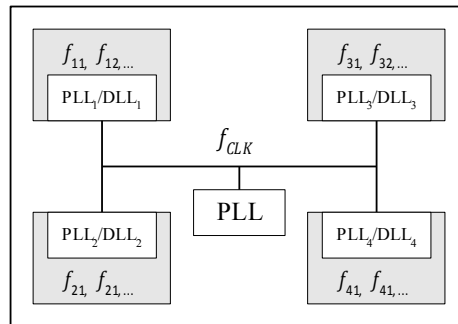 f11, f12,...
PLL1/DLL1
f31, f32,...
PLL3/DLL3
fCLK
PLL
PLL2/DLL2
f21, f21,...
PLL4/DLL4
f41, f41,...